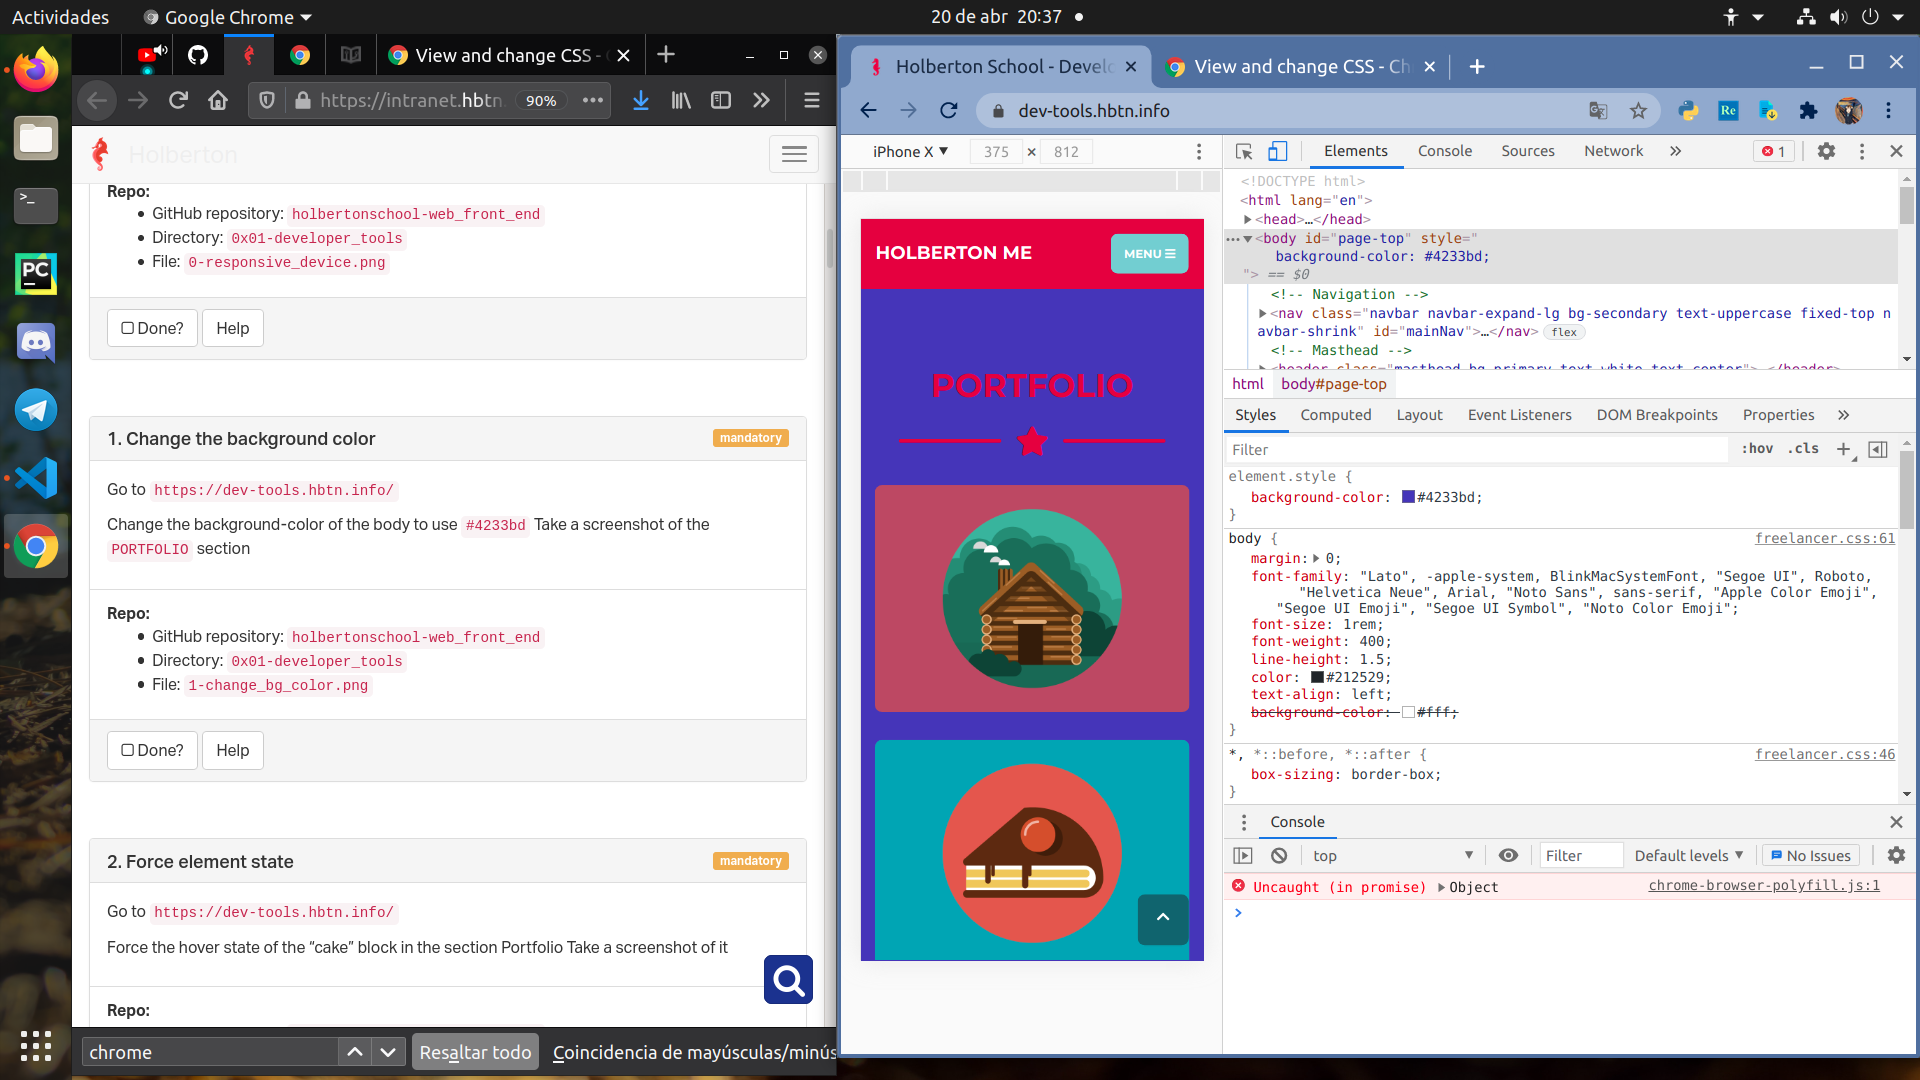 Actividades
Google Chrome
20 de abr 20:37
View and change CSS - C
https://intranet.hbtn.
90%
Holberton
Repo:
GitHub repository: holbertonschool-web_front_end
Directory: 0x01-developer_tools
File: 0-responsive_device.png
Done?
Help
1. Change the background color
mandatory
Go to https://dev-tools.hbtn.info/
Change the background-color of the body to use #4233bd Take a screenshot of the
PORTFOLIO section
Repo:
GitHub repository: holbertonschool-web_front_end
Directory: 0x01-developer_tools
File: 1-change_bg_color.png
Done?
Help
2. Force element state
mandatory
Go to https://dev-tools.hbtn.info/
Force the hover state of the “cake” block in the section Portfolio Take a screenshot of it
Repo:
chrome
Resaltar todo
Coincidencia de mayúsculas/minús
Holberton School - Develo
View and change CSS - Ch
dev-tools.hbtn.info
Re
iPhone X
375
×
812
HOLBERTON ME
MENU
PORTFOLIO
Elements
Console
Sources
Network
1
<!DOCTYPE html>
<html lang="en">
<head>…</head>
<body id="page-top" style="
background-color: #4233bd;
"> == $0
<!-- Navigation -->
<nav class="navbar navbar-expand-lg bg-secondary text-uppercase fixed-top n
avbar-shrink" id="mainNav">…</nav> flex
<!-- Masthead -->
<header class="masthead bg-primary text-white text-center">…</header>
html
body#page-top
Styles
Computed
Layout
Event Listeners
DOM Breakpoints
Properties
Filter
:hov
.cls
element.style {
background-color: #4233bd;
}
body {
freelancer.css:61
margin: 0;
font-family: "Lato", -apple-system, BlinkMacSystemFont, "Segoe UI", Roboto,
"Helvetica Neue", Arial, "Noto Sans", sans-serif, "Apple Color Emoji",
"Segoe UI Emoji", "Segoe UI Symbol", "Noto Color Emoji";
font-size: 1rem;
font-weight: 400;
line-height: 1.5;
color: #212529;
text-align: left;
background-color: #fff;
}
*, *::before, *::after {
freelancer.css:46
box-sizing: border-box;
}
Console
top
Filter
Default levels
No Issues
Uncaught (in promise) Object
chrome-browser-polyfill.js:1
PC